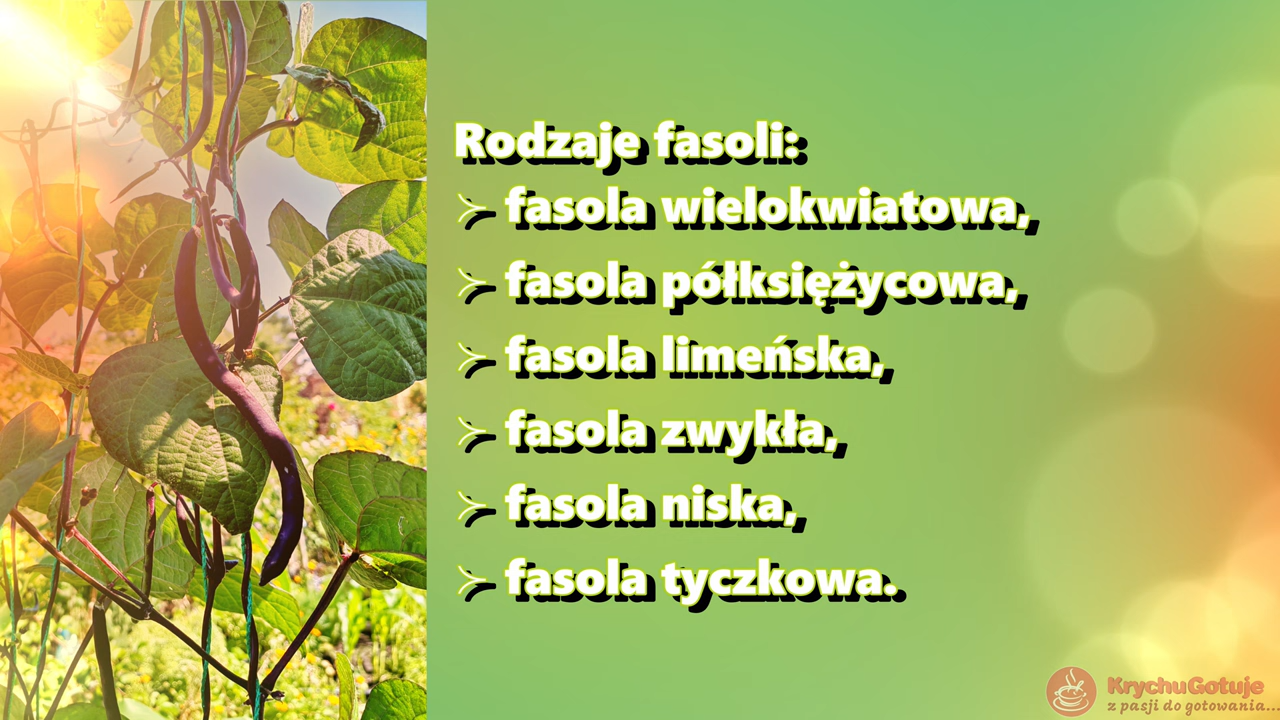 Rodzaje fasoli:
➢ fasola wielokwiatowa,
➢ fasola półksiężycowa,
➢ fasola limeńska,
➢ fasola zwykła,
➢ fasola niska,
➢ fasola tyczkowa.
KrychuGotuje
z pasji do gotowania...